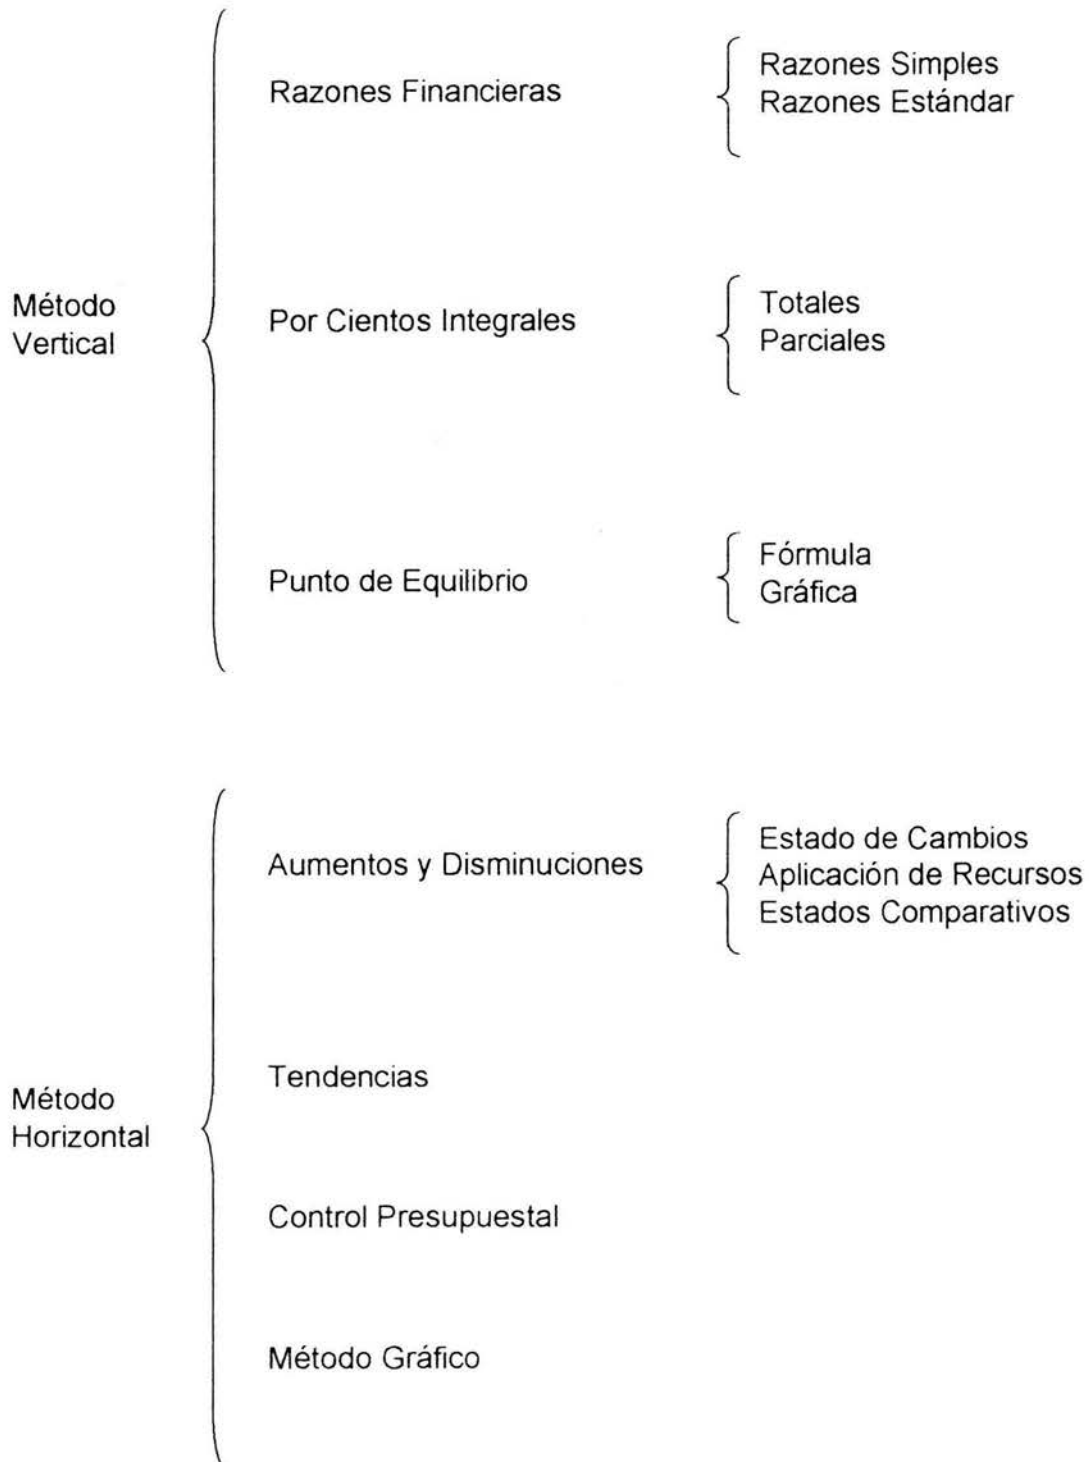 Método
Vertical
Razones Financieras
Razones Simples
Razones Estándar
Por Cientos Integrales
Totales
Parciales
Punto de Equilibrio
Fórmula
Gráfica
Método
Horizontal
Aumentos y Disminuciones
Estado de Cambios
Aplicación de Recursos
Estados Comparativos
Tendencias
Control Presupuestal
Método Gráfico